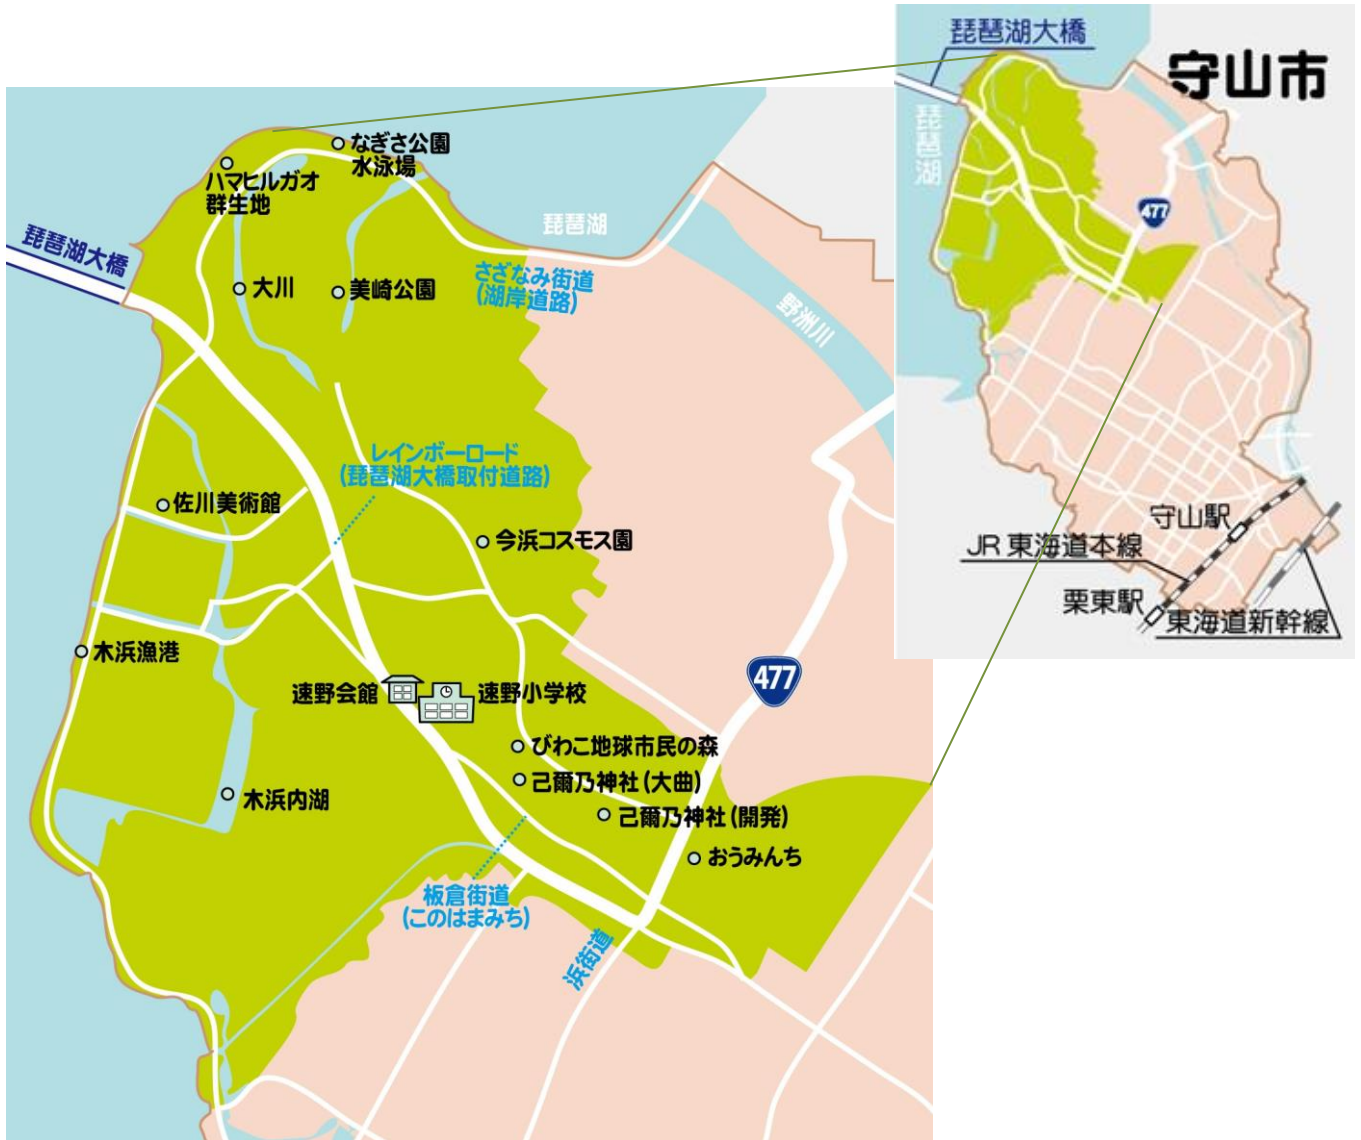 なぎさ公園
水泳場
ハマヒルガオ
群生地
琵琶湖
琵琶湖大橋
さざなみ街道
(湖岸道路)
大川
美崎公園
野洲川
レインボーロード
(琵琶湖大橋取付道路)
佐川美術館
今浜コスモス園
木浜漁港
477
速野会館
速野小学校
びわこ地球市民の森
己爾乃神社(大曲)
木浜内湖
己爾乃神社(開発)
おうみんち
板倉街道
(このはまみち)
浜街道
琵琶湖大橋
守山市
琵琶湖
477
守山駅
JR東海道本線
栗東駅
東海道新幹線